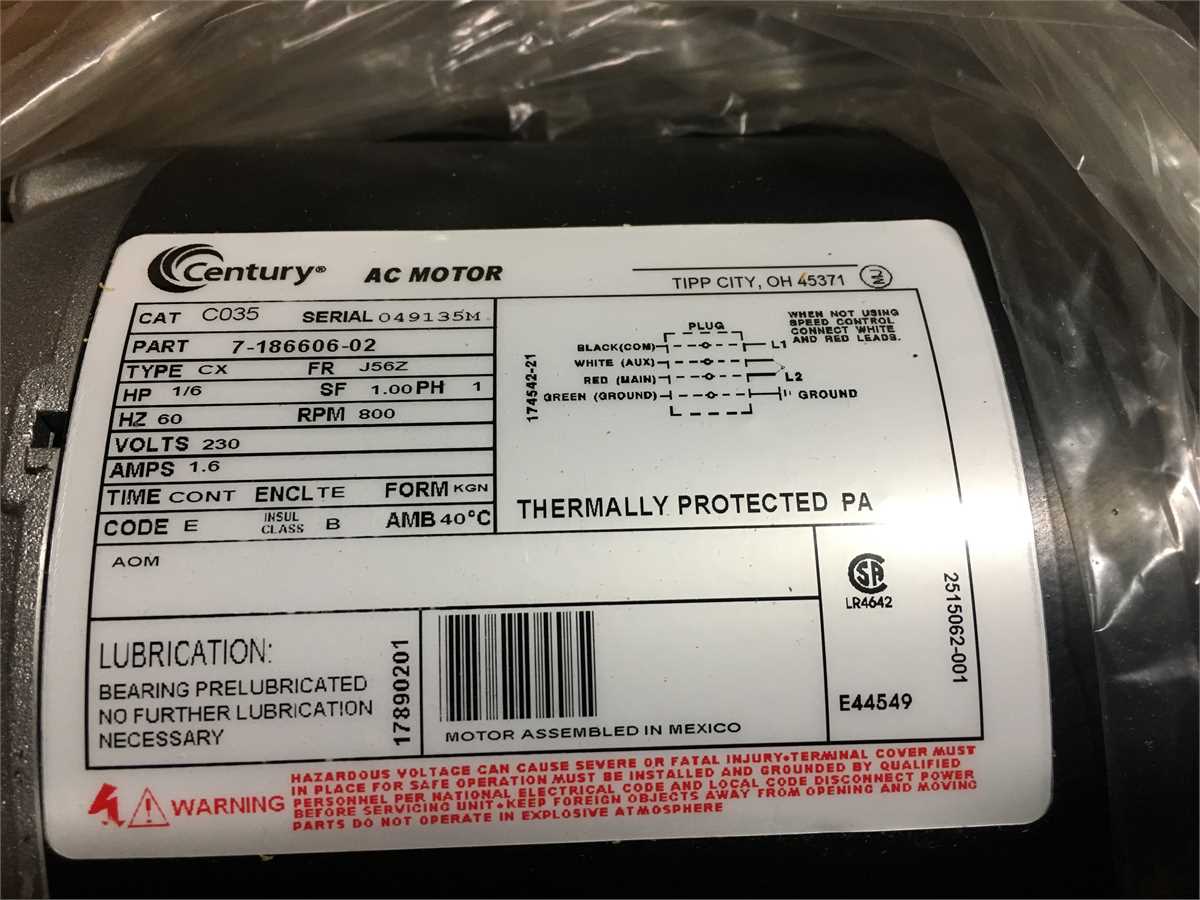 Century® AC MOTOR
TIPP CITY, OH 45371
CAT C035 SERIAL 049135M
PART 7-186606-02
TYPE CX FR J56Z
HP 1/6 SF 1.00 PH 1
HZ 60 RPM 800
VOLTS 230
AMPS 1.6
TIME CONT ENCL TE FORM KGN
CODE E INSUL CLASS B AMB 40°C
174542-21
PLUG
BLACK(COM) L1
WHITE (AUX)
RED (MAIN) L2
GREEN (GROUND) GROUND
WHEN NOT USING
SPEED CONTROL
CONNECT WHITE
AND RED LEADS.
THERMALLY PROTECTED PA
AOM
LUBRICATION:
BEARING PRELUBRICATED
NO FURTHER LUBRICATION
NECESSARY
17890201
MOTOR ASSEMBLED IN MEXICO
SA
LR4642
2515062-001
E44549
WARNING
HAZARDOUS VOLTAGE CAN CAUSE SEVERE OR FATAL INJURY•TERMINAL COVER MUST
BE IN PLACE FOR SAFE OPERATION MUST BE INSTALLED AND GROUNDED BY QUALIFIED
PERSONNEL PER NATIONAL ELECTRICAL CODE AND LOCAL CODE DISCONNECT POWER
BEFORE SERVICING UNIT•KEEP FOREIGN OBJECTS AWAY FROM OPENING AND MOVING
PARTS DO NOT OPERATE IN EXPLOSIVE ATMOSPHERE